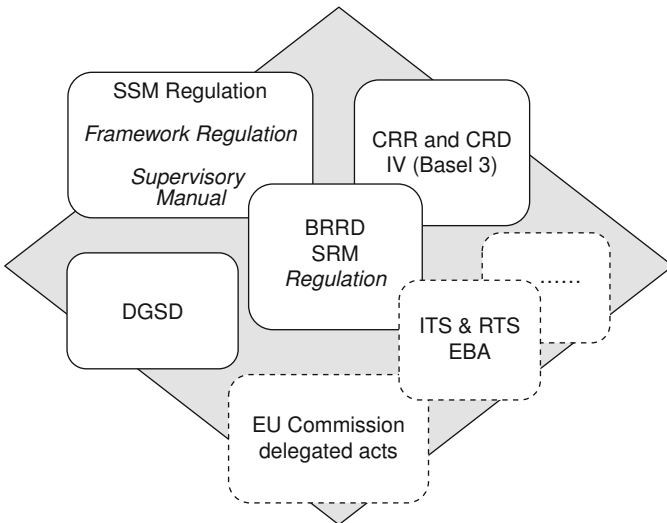 SSM Regulation
Framework Regulation
Supervisory
Manual
CRR and CRD
IV (Basel 3)
BRRD
SRM
Regulation
DGSD
.......
ITS & RTS
EBA
EU Commission
delegated acts